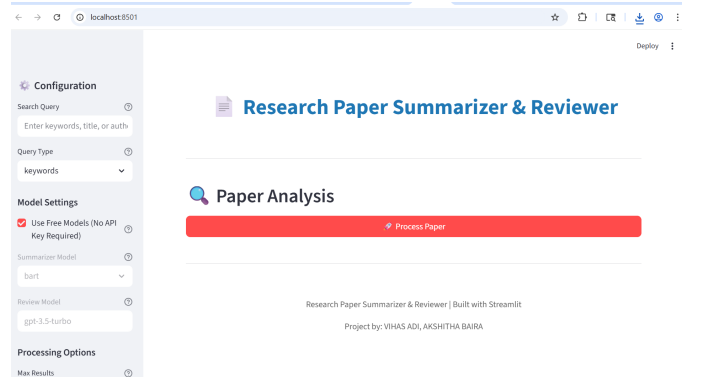 localhost:8501
Deploy
Configuration
Search Query
Enter keywords, title, or auth
Query Type
keywords
Model Settings
Use Free Models (No API
Key Required)
Summarizer Model
bart
Review Model
gpt-3.5-turbo
Processing Options
Max Results
Research Paper Summarizer & Reviewer
Paper Analysis
Process Paper
Research Paper Summarizer & Reviewer | Built with Streamlit
Project by: VIHAS ADI, AKSHITHA BAIRA